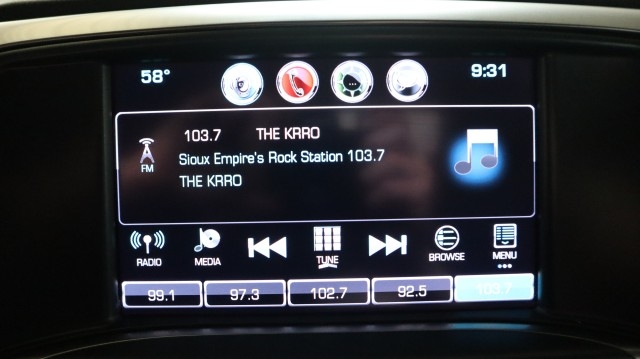 58° 9:31
103.7 THE KRRO
Sioux Empire's Rock Station 103.7
THE KRRO
FM
RADIO MEDIA TUNE BROWSE MENU
99.1 97.3 102.7 92.5 103.7